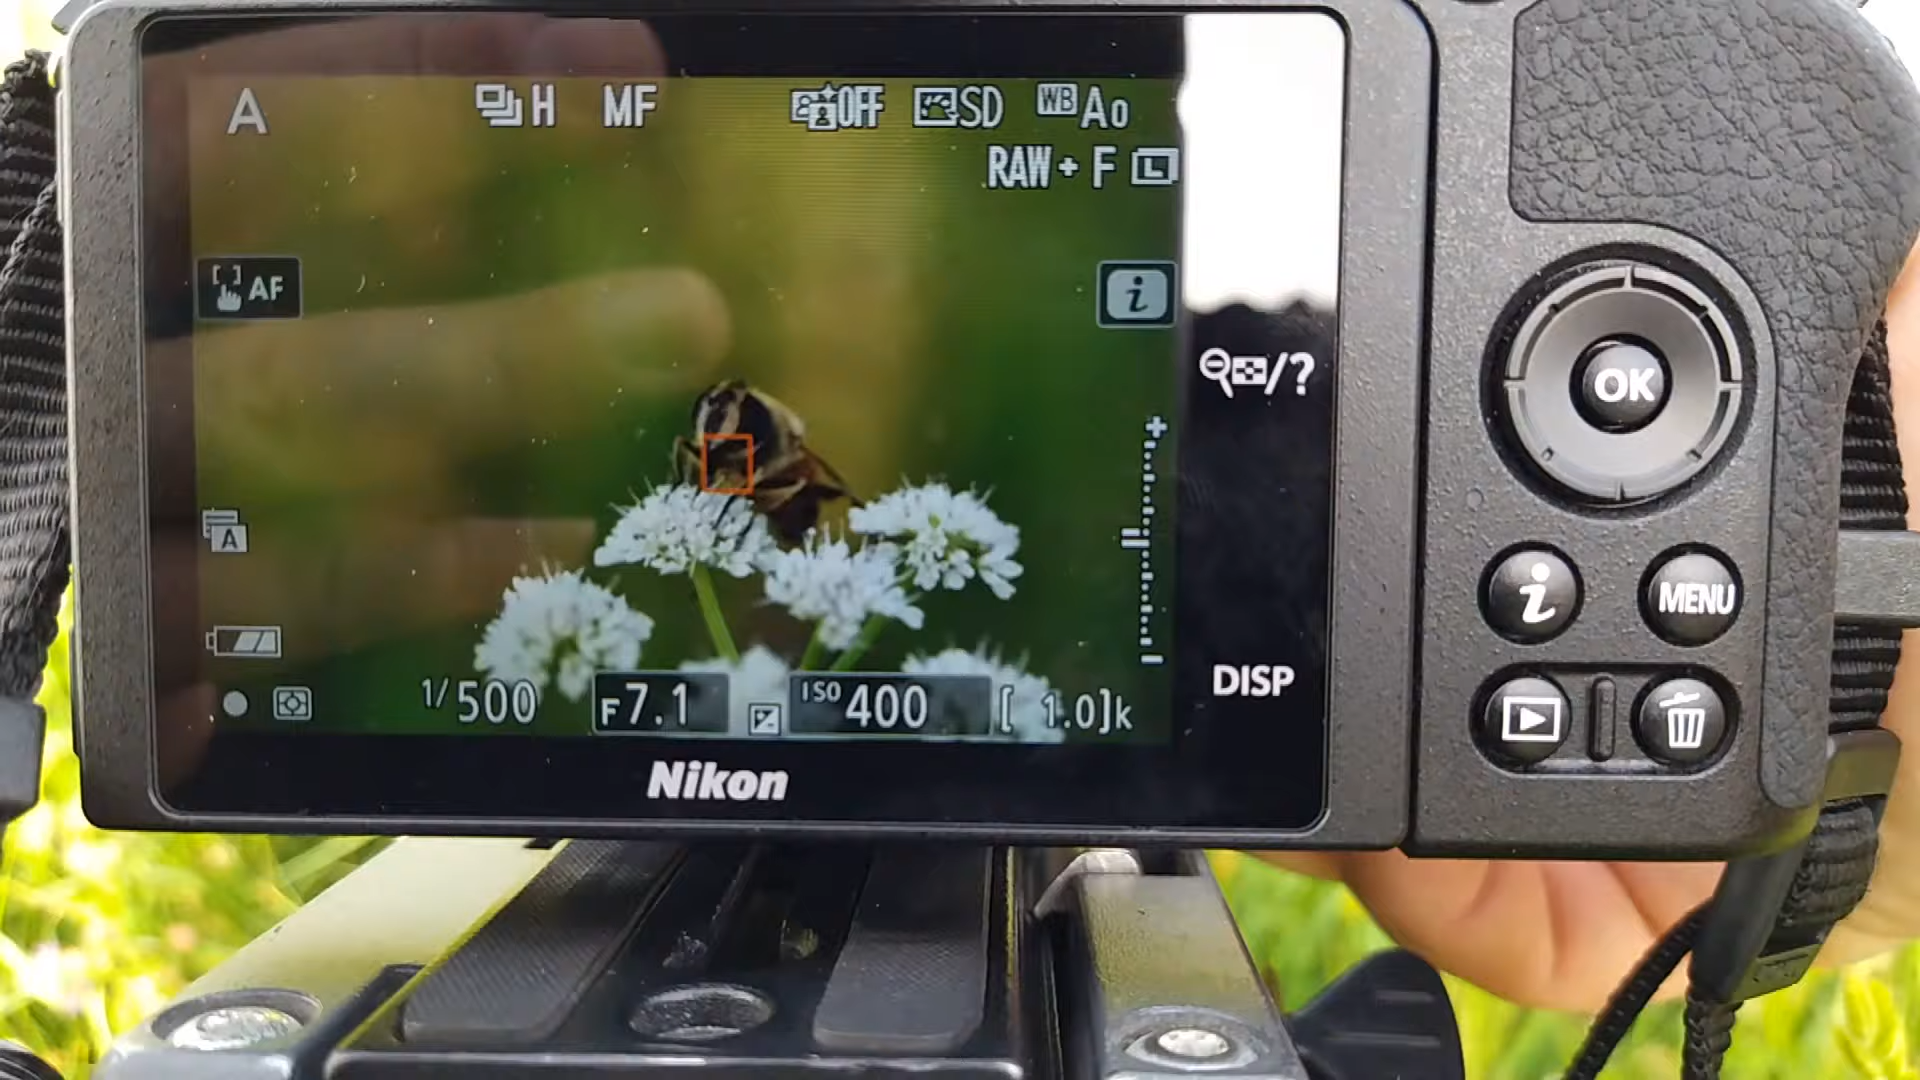 A H MF OFF SD WB A0
RAW + F L
AF
i
/?
A
DISP
1/500 F7.1 ISO 400 [ 1.0]k
Nikon
OK
i MENU